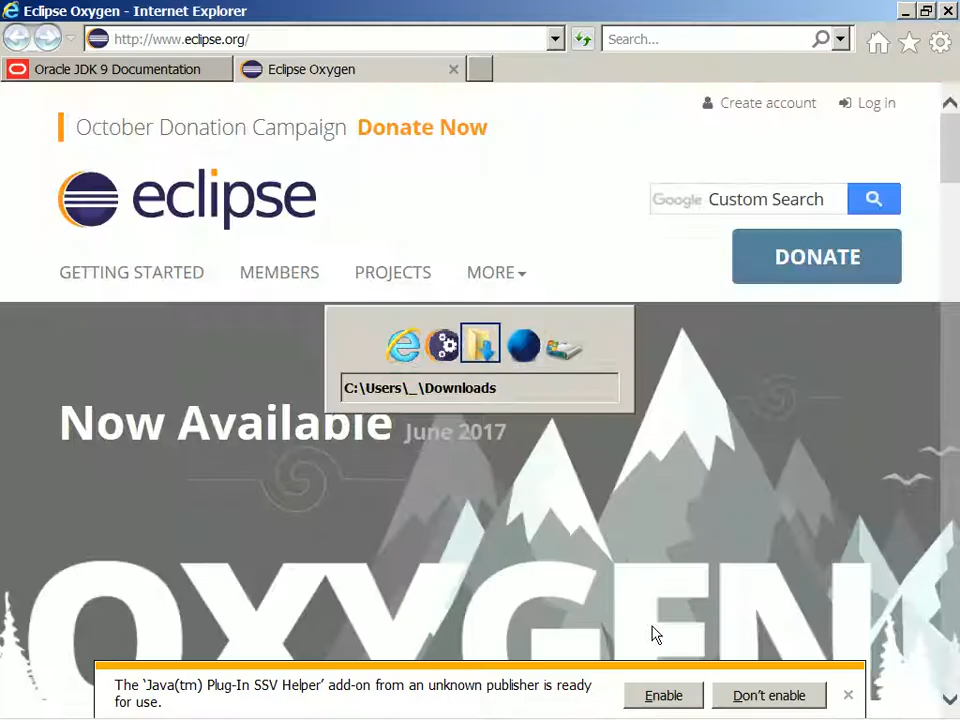 Eclipse Oxygen - Internet Explorer
http://www.eclipse.org/
Search...
Oracle JDK 9 Documentation
Eclipse Oxygen
Create account
Log in
October Donation Campaign Donate Now
eclipse
Google Custom Search
DONATE
GETTING STARTED
MEMBERS
PROJECTS
MORE
C:\Users\_\Downloads
Now Available June 2017
OXYGEN
The `Java(tm) Plug-In SSV Helper' add-on from an unknown publisher is ready
for use.
Enable
Don't enable